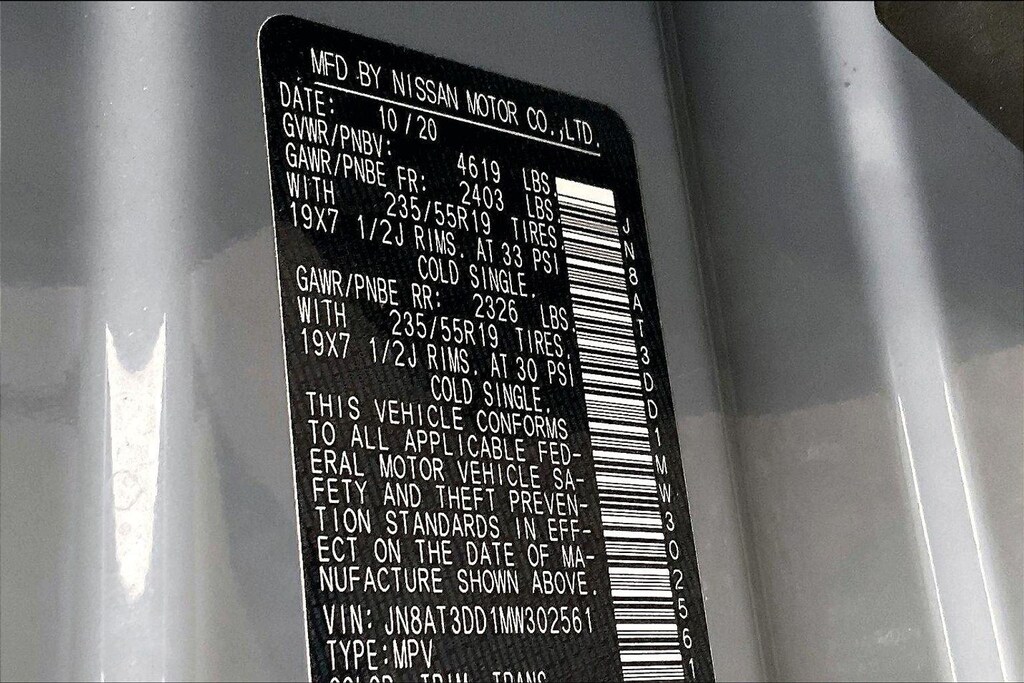 MFD BY NISSAN MOTOR CO.,LTD.
DATE: 10/20
GVWR/PNBV: 4619 LBS.
GAWR/PNBE FR: 2403 LBS.
WITH 235/55R19 TIRES.
19X7 1/2J RIMS. AT 33 PSI
COLD SINGLE.
GAWR/PNBE RR: 2326 LBS.
WITH 235/55R19 TIRES.
19X7 1/2J RIMS. AT 30 PSI
COLD SINGLE.
THIS VEHICLE CONFORMS
TO ALL APPLICABLE FED-
ERAL MOTOR VEHICLE SA-
FETY AND THEFT PREVEN-
TION STANDARDS IN EFF-
ECT ON THE DATE OF MA-
NUFACTURE SHOWN ABOVE.
VIN: JN8AT3DD1MW302561
TYPE:MPV
COLOR TRIM TRANS
JN8AT3DD1MW302561